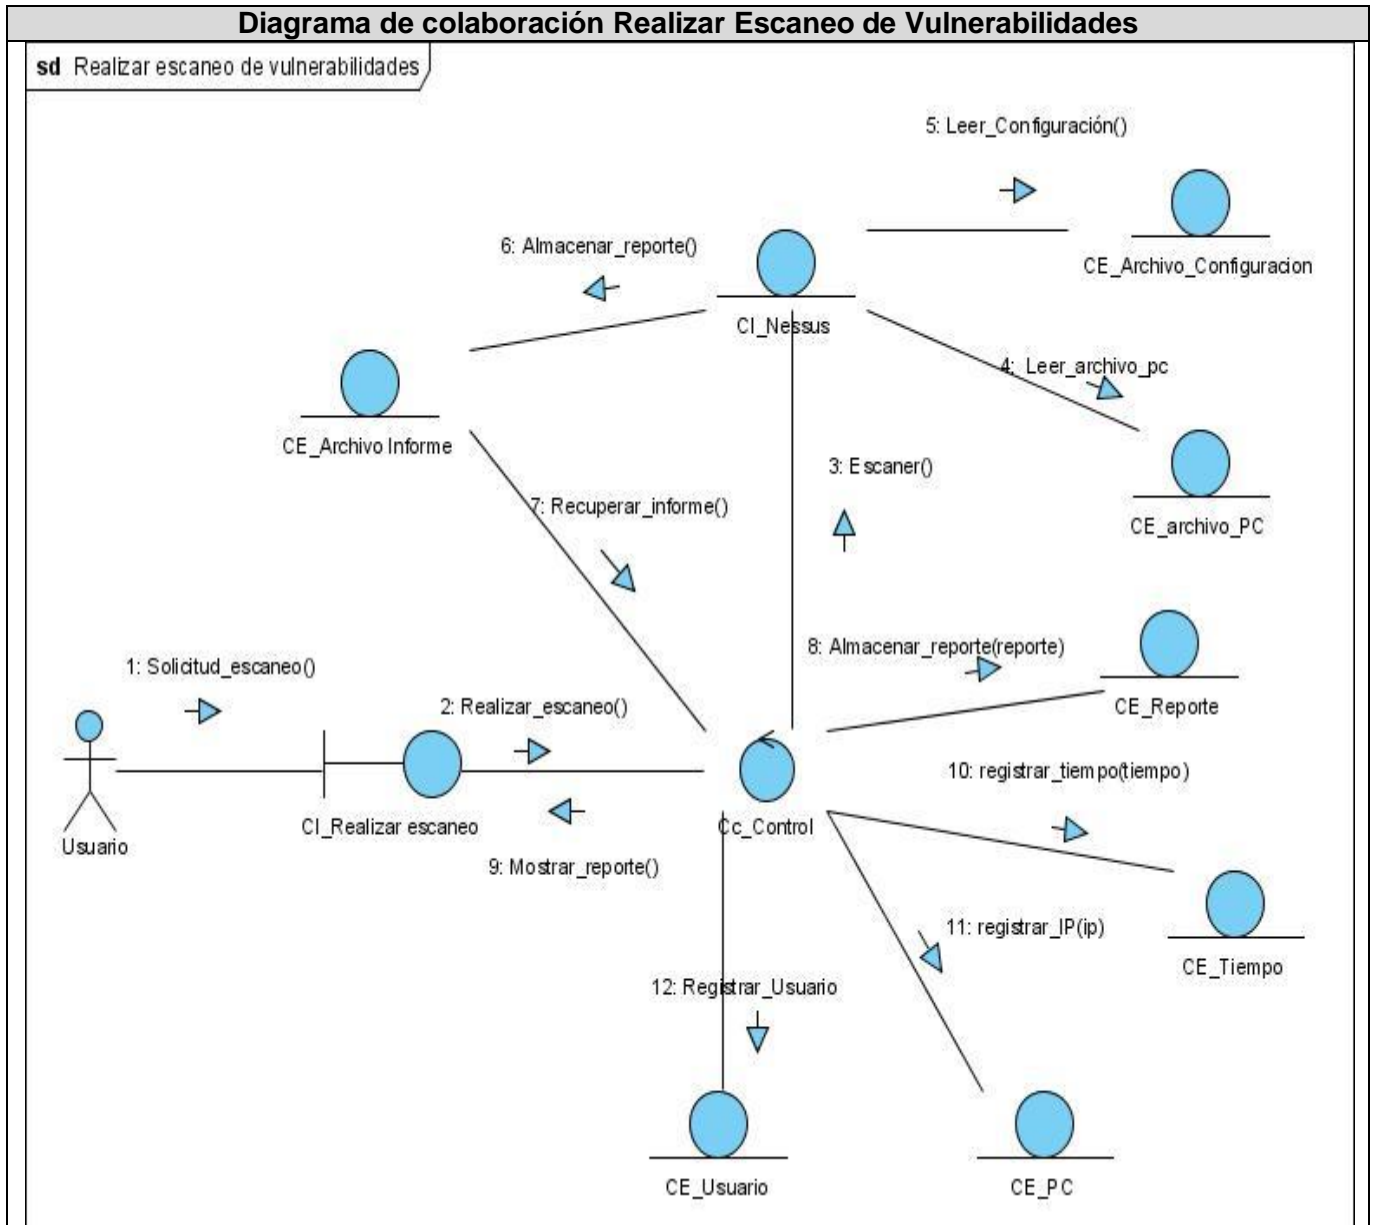 Diagrama de colaboración Realizar Escaneo de Vulnerabilidades
sd Realizar escaneo de vulnerabilidades
5: Leer_Configuración()
6: Almacenar_reporte()
CE_Archivo_Configuracion
CI_Nessus
4: Leer_archivo_pc
CE_Archivo Informe
3: Escaner()
7: Recuperar_informe()
CE_archivo_PC
8: Almacenar_reporte(reporte)
1: Solicitud_escaneo()
2: Realizar_escaneo()
CE_Reporte
10: registrar_tiempo(tiempo)
CI_Realizar escaneo
Cc_Control
Usuario
9: Mostrar_reporte()
11: registrar_IP(ip)
CE_Tiempo
12: Registrar_Usuario
CE_Usuario
CE_PC